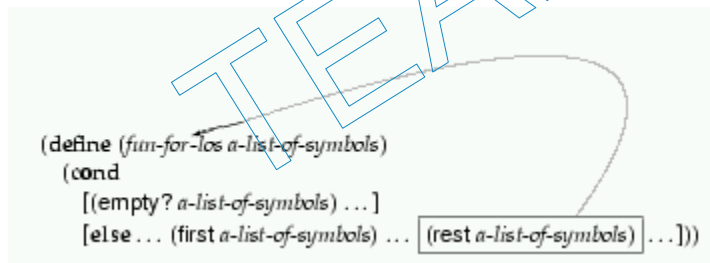 TEA
(define (fun-for-los a-list-of-symbols)
(cond
[(empty? a-list-of-symbols) ...]
[else ... (first a-list-of-symbols) ... (rest a-list-of-symbols) ...]))